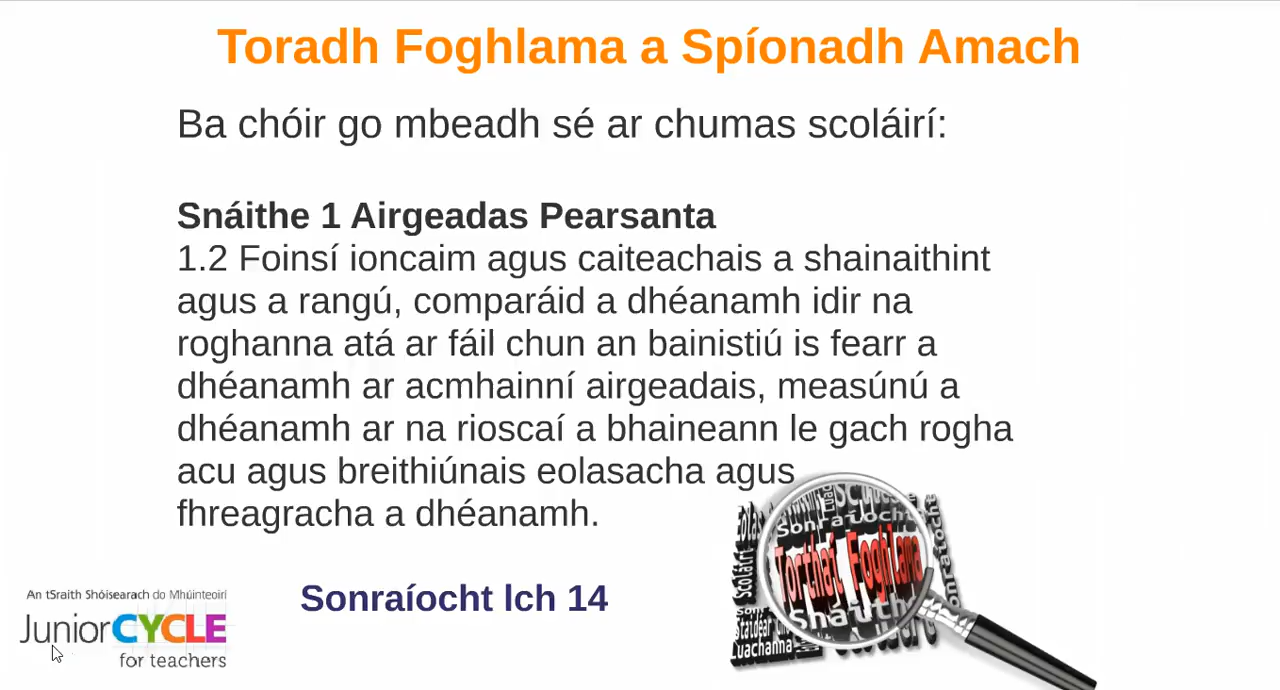 Toradh Foghlama a Spíonadh Amach
Ba chóir go mbeadh sé ar chumas scoláirí:
Snáithe 1 Airgeadas Pearsanta
1.2 Foinsí ioncaim agus caiteachais a shainaithint
agus a rangú, comparáid a dhéanamh idir na
roghanna atá ar fáil chun an bainistiú is fearr a
dhéanamh ar acmhainní airgeadais, measúnú a
dhéanamh ar na rioscaí a bhaineann le gach rogha
acu agus breithiúnais eolasacha agus
fhreagracha a dhéanamh.
Sonraíocht lch 14
An tSraith Shóisearach do Mhúinteoirí
JuniorCYCLE
for teachers
Sonraíocht
Torthaí Foghlama